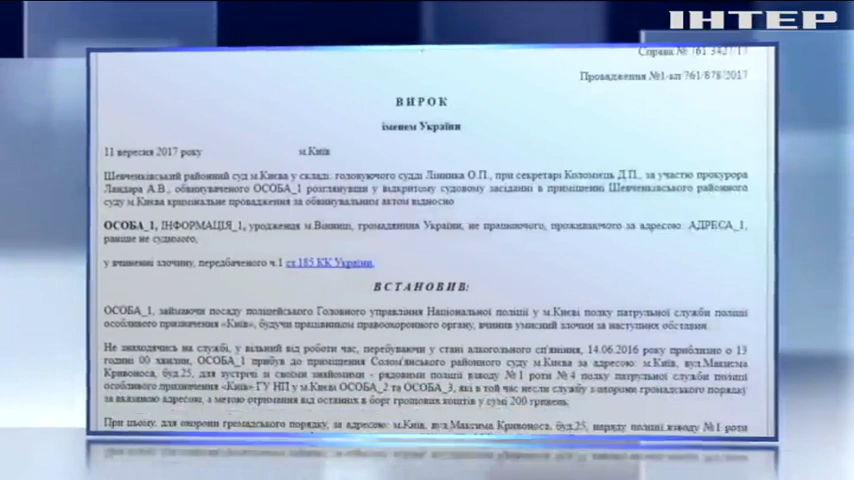 ІНТЕР
Справа № 761/3427/17
Провадження №1-кп/761/878/2017
ВИРОК
іменем України
11 вересня 2017 року м.Київ
Шевченківський районний суд м.Києва у складі: головуючого судді Лінника О.П., при секретарі Коломієць Д.П., за участю прокурора
Ландара А.В., обвинуваченого ОСОБА_1 розглянувши у відкритому судовому засіданні в приміщенні Шевченківського районного
суду м.Києва кримінальне провадження за обвинувальним актом відносно
ОСОБА_1, ІНФОРМАЦІЯ_1, уродженця м.Вінниці, громадянина України, не працюючого, проживаючого за адресою: АДРЕСА_1,
раніше не судимого,
у вчиненні злочину, передбаченого ч.1 ст.185 КК України,
ВСТАНОВИВ:
ОСОБА_1, займаючи посаду поліцейського Головного управління Національної поліції у м.Києві полку патрульної служби поліції
особливого призначення «Київ», будучи працівником правоохоронного органу, вчинив умисний злочин за наступних обставин.
Не знаходячись на службі, у вільний від роботи час, перебуваючи у стані алкогольного сп'яніння, 14.06.2016 року приблизно о 13
годині 00 хвилин, ОСОБА_1 прибув до приміщення Солом'янського районного суду м.Києва за адресою: м.Київ, вул.Максима
Кривоноса, буд.25, для зустрічі зі своїми знайомими - рядовими поліції взводу №1 роти №4 полку патрульної служби поліції
особливого призначення «Київ» ГУ НП у м.Києві ОСОБА_2 та ОСОБА_3, які в той час несли службу з охорони громадського порядку
за вказаною адресою, з метою отримання від останніх в борг грошових коштів у сумі 200 гривень.
При цьому, для охорони громадського порядку, за адресою: м.Київ, вул.Максима Кривоноса, буд.25, наряду поліції взводу №1 роти